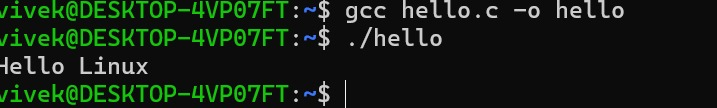 vivek@DESKTOP-4VP07FT:~$ gcc hello.c -o hello
vivek@DESKTOP-4VP07FT:~$ ./hello
Hello Linux
vivek@DESKTOP-4VP07FT:~$